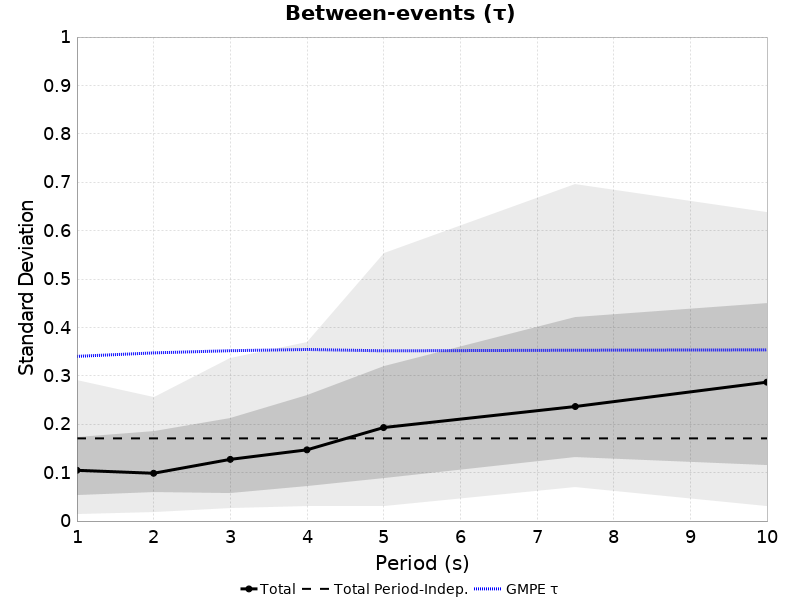 Between-events (τ)
Standard Deviation
1
0.9
0.8
0.7
0.6
0.5
0.4
0.3
0.2
0.1
0
1 2 3 4 5 6 7 8 9 10
Period (s)
Total Total Period-Indep. GMPE τ